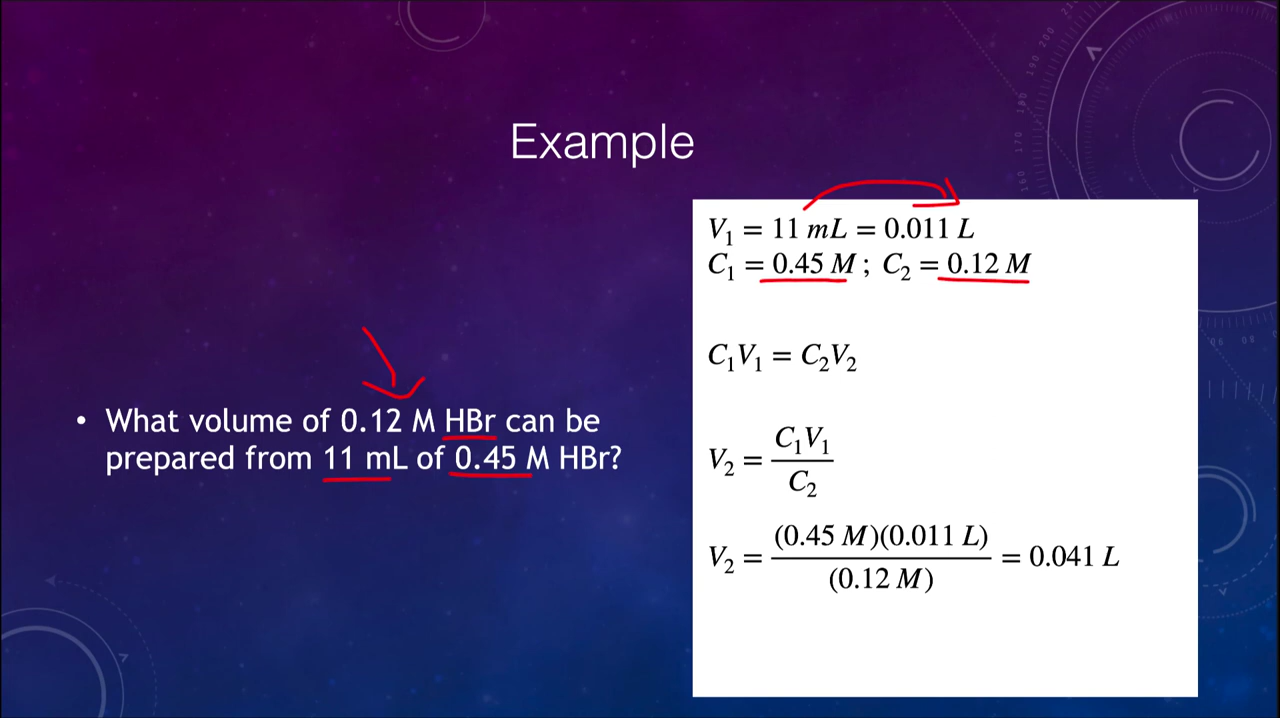 Example
• What volume of 0.12 M HBr can be
prepared from 11 mL of 0.45 M HBr?
V₁ = 11 mL = 0.011 L
C₁ = 0.45 M ; C₂ = 0.12 M
C₁V₁ = C₂V₂
V₂ = C₁V₁ / C₂
V₂ = (0.45 M)(0.011 L) / (0.12 M) = 0.041 L